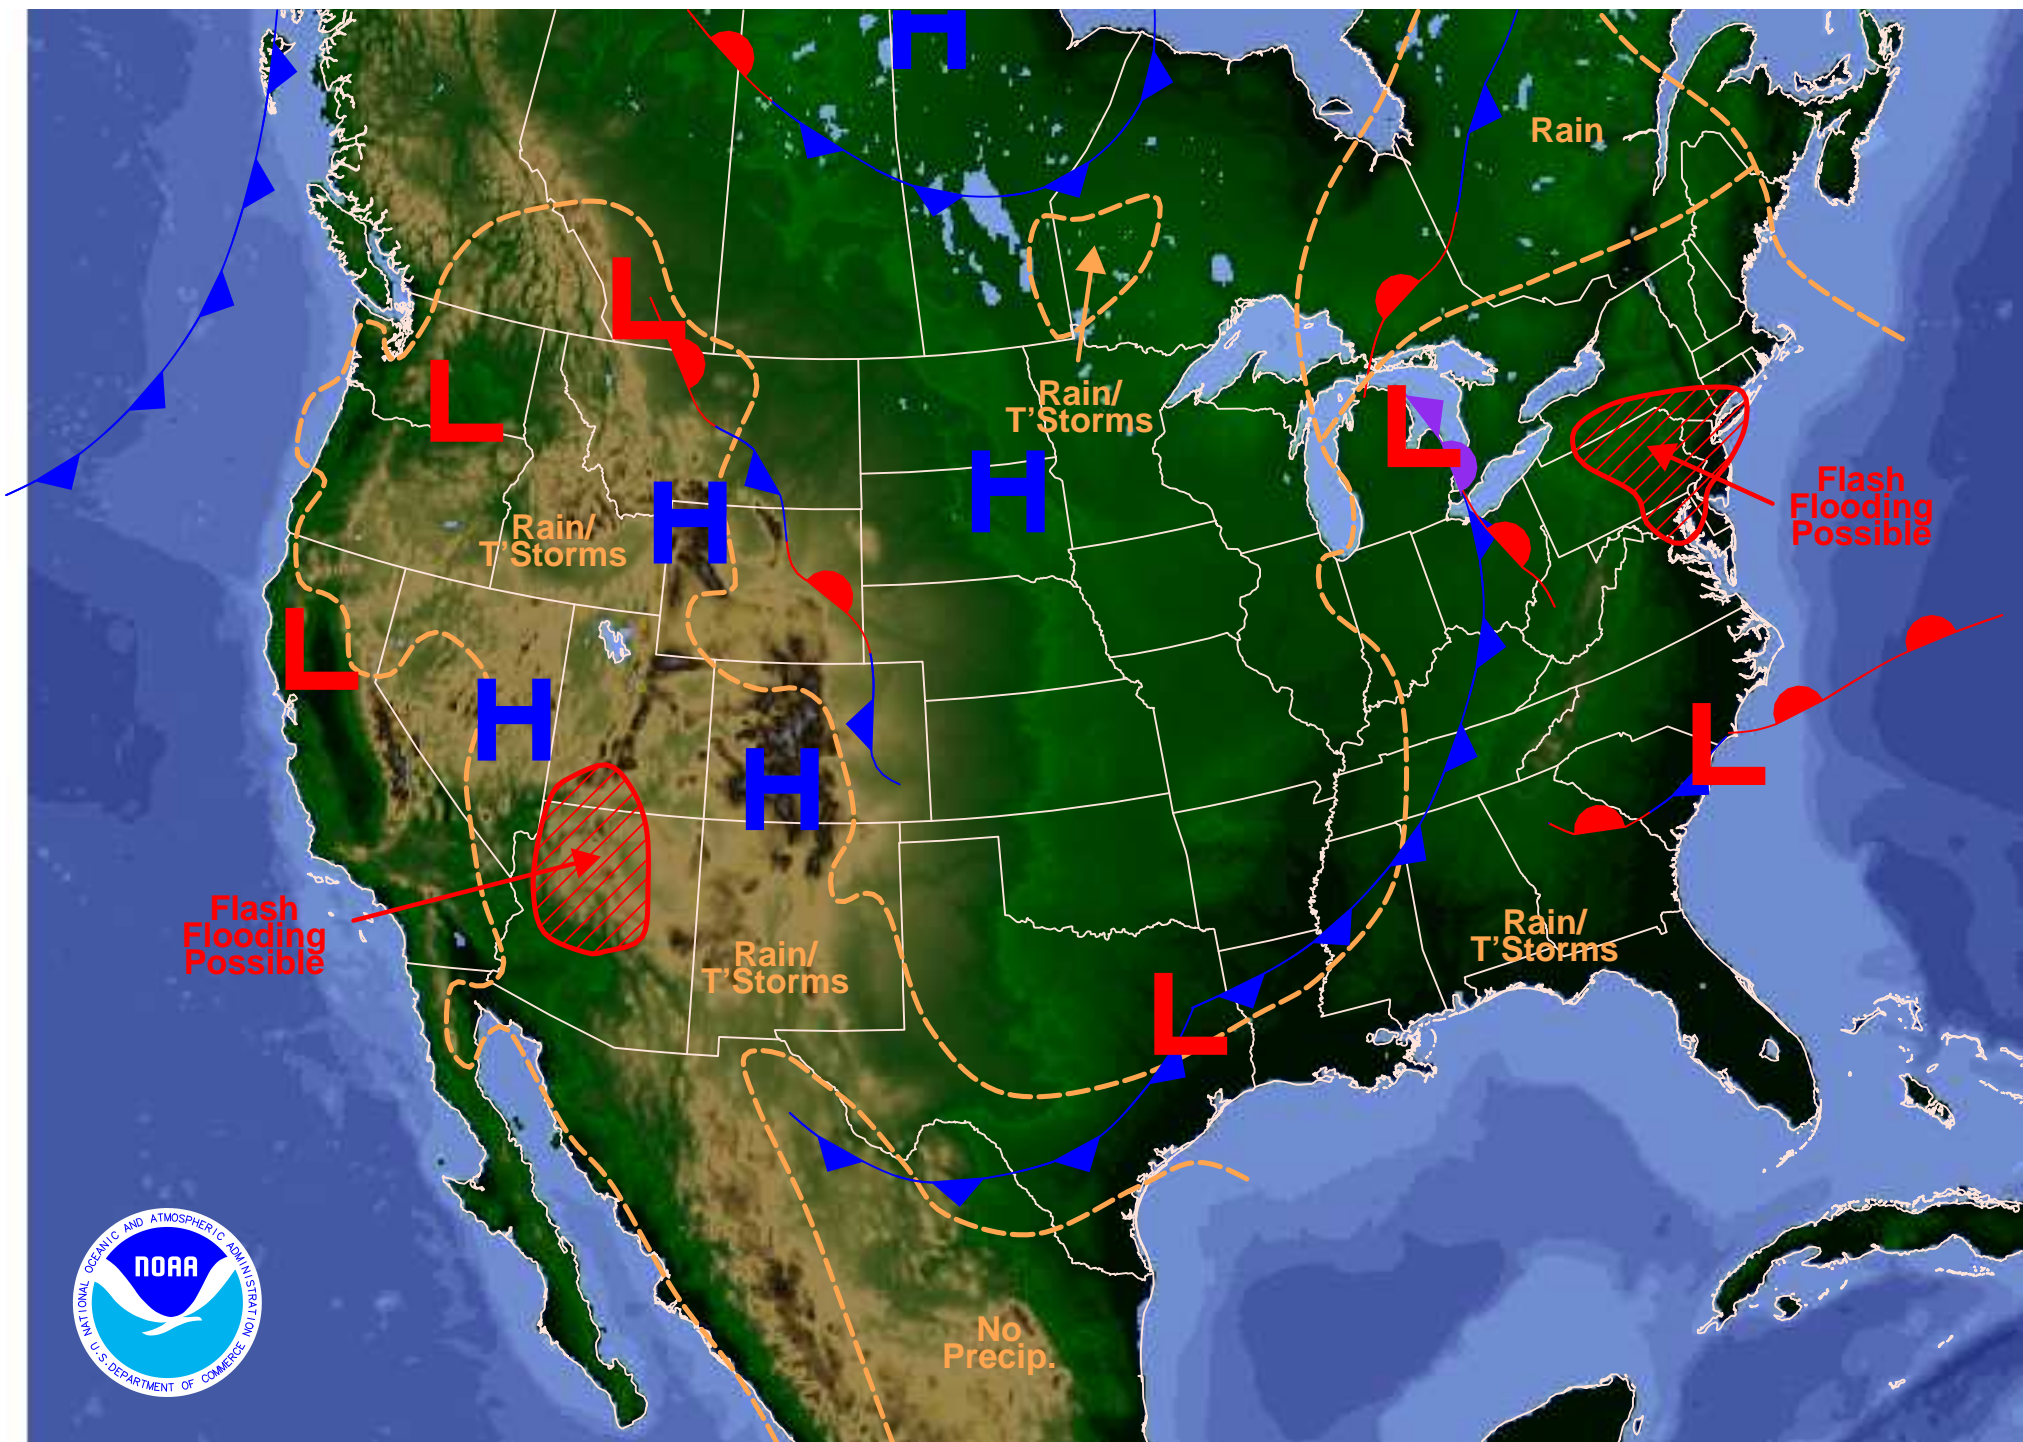 H
Rain
L
Rain/
T'Storms
L
L
H
Flash
Flooding
Possible
H
Rain/
T'Storms
L
H
L
H
Flash
Flooding
Possible
Rain/
T'Storms
Rain/
T'Storms
L
No
Precip.
NATIONAL OCEANIC AND ATMOSPHERIC ADMINISTRATION
NOAA
U.S. DEPARTMENT OF COMMERCE